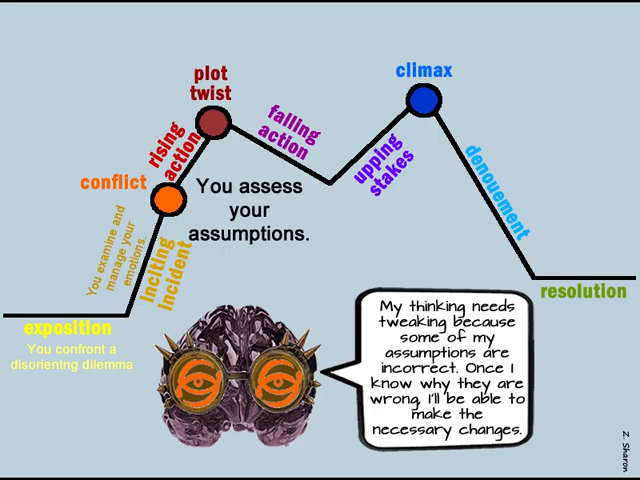 climax
plot
twist
falling
action
rising
action
upping
stakes
denouement
conflict
You assess
your
assumptions.
You examine and
manage your
emotions.
inciting
incident
resolution
exposition
You confront a
disorientng dilemma
My thinking needs
tweaking because
some of my
assumptions are
incorrect. Once I
know why they are
wrong, I'll be able to
make the
necessary changes.
Z. Sharon